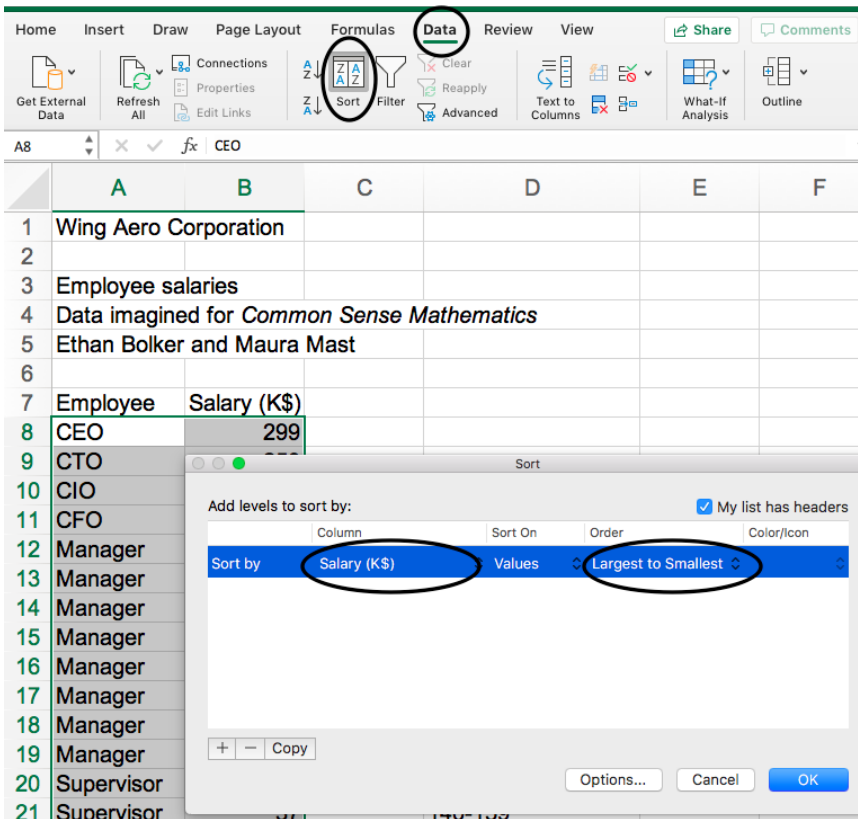 Home Insert Draw Page Layout Formulas Data Review View Share Comments
Get External Data
Refresh All
Connections
Properties
Edit Links
A Z
Z A
Z A A Z
Sort
Filter
Clear
Reapply
Advanced
Text to Columns
What-If Analysis
Outline
A8 fx CEO
A B C D E F
1 Wing Aero Corporation
2
3 Employee salaries
4 Data imagined for Common Sense Mathematics
5 Ethan Bolker and Maura Mast
6
7 Employee Salary (K$)
8 CEO 299
9 CTO
10 CIO
11 CFO
12 Manager
13 Manager
14 Manager
15 Manager
16 Manager
17 Manager
18 Manager
19 Manager
20 Supervisor
21 Supervisor
Sort
Add levels to sort by: My list has headers
Column Sort On Order Color/Icon
Sort by Salary (K$) Values Largest to Smallest
+ − Copy
Options... Cancel OK